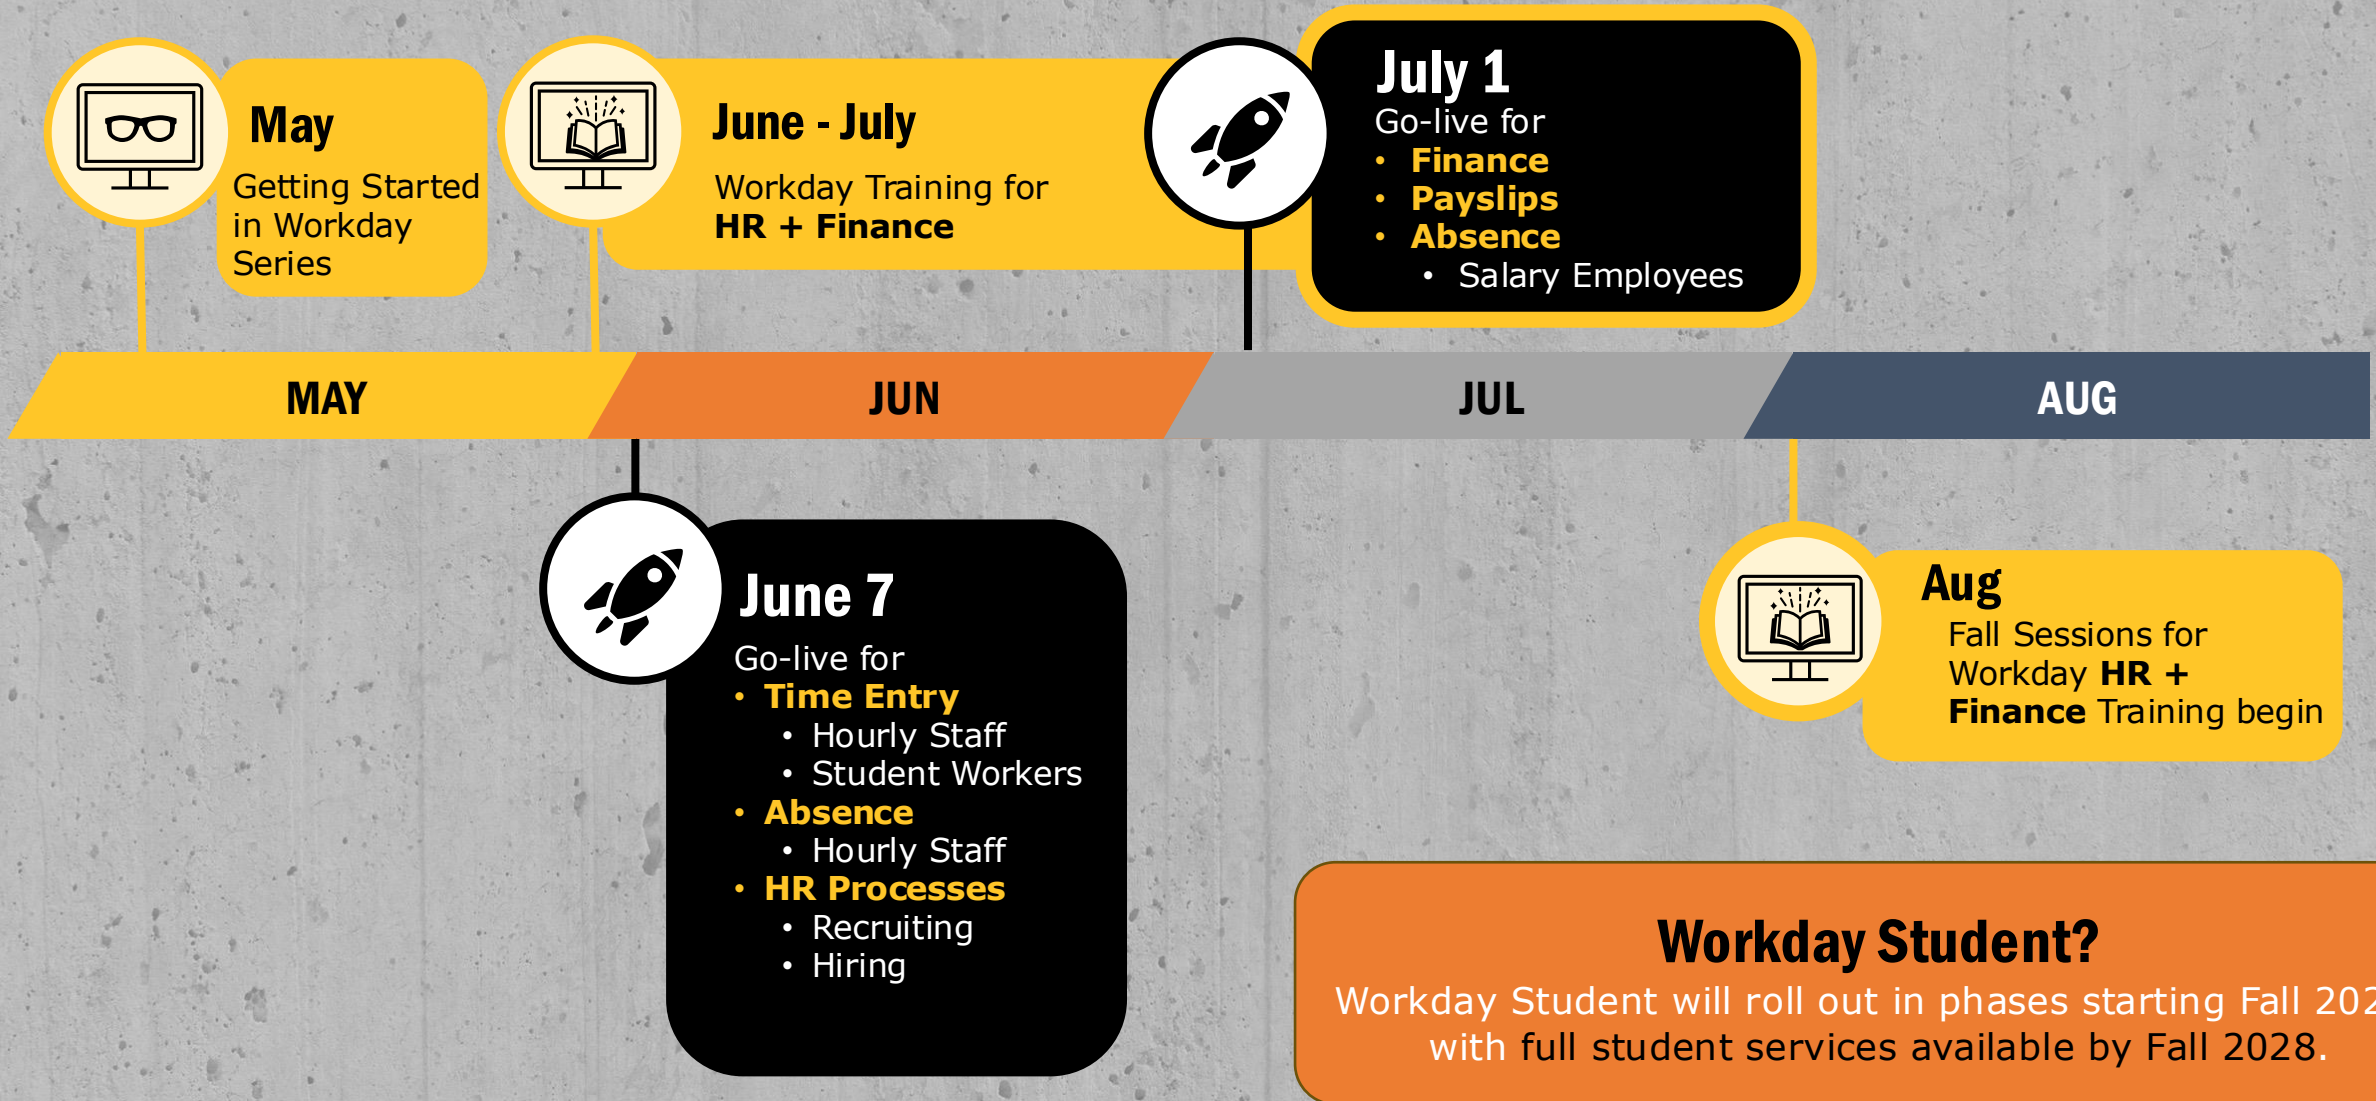 May
Getting Started
in Workday
Series
June - July
Workday Training for
HR + Finance
July 1
Go-live for
• Finance
• Payslips
• Absence
• Salary Employees
MAY
JUN
JUL
AUG
June 7
Go-live for
• Time Entry
• Hourly Staff
• Student Workers
• Absence
• Hourly Staff
• HR Processes
• Recruiting
• Hiring
Aug
Fall Sessions for
Workday HR +
Finance Training begin
Workday Student?
Workday Student will roll out in phases starting Fall
with full student services available by Fall 2028.